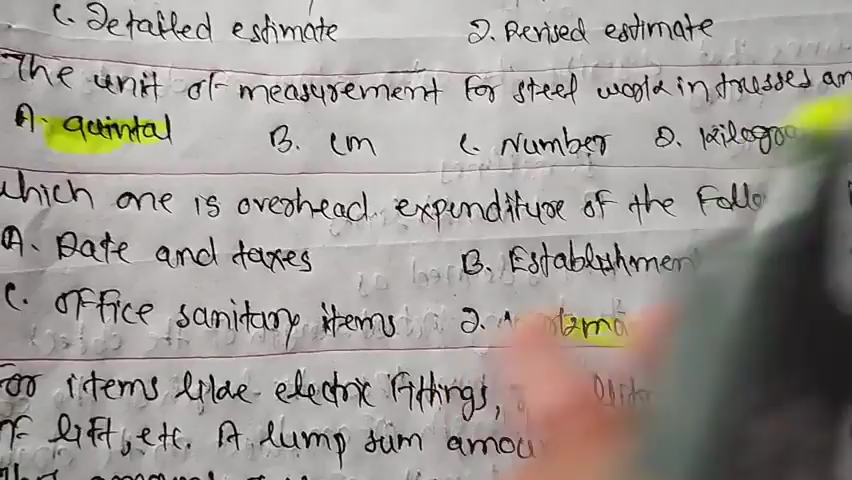 C. Detailed estimate D. Revised estimate
The unit of measurement for steel work in trusses an
A. quintal B. cm C. Number D. Kilogra
which one is overhead expenditure of the Follo
A. Rate and taxes B. Establishmen
C. office sanitary items D.
For items like electric Fittings,
of lift, etc. A lump sum amou